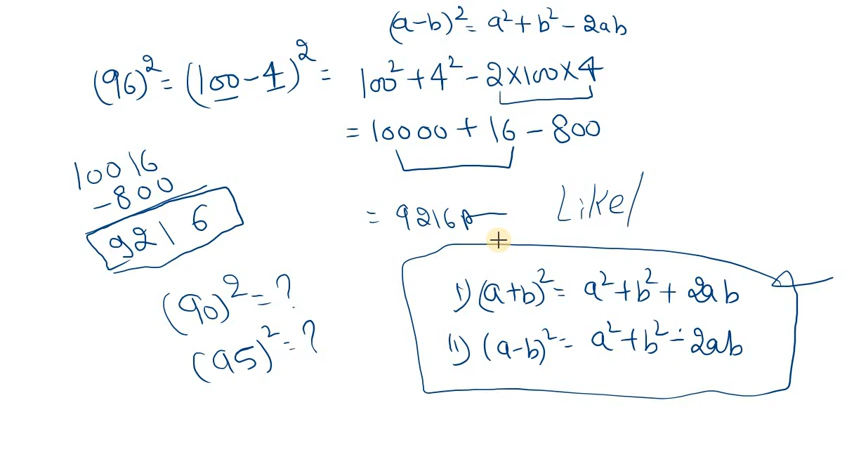 (a-b)² = a² + b² - 2ab
(96)² = (100 - 4)² = 100² + 4² - 2×100×4
= 10000 + 16 - 800
10016
-800
9216
= 9216
Like/
(90)² = ?
(95)² = ?
i) (a+b)² = a² + b² + 2ab
ii) (a-b)² = a² + b² - 2ab